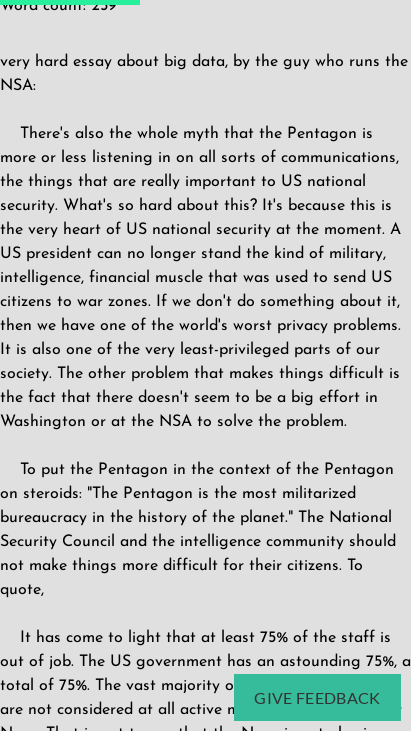 Word count: 259
very hard essay about big data, by the guy who runs the
NSA:
There's also the whole myth that the Pentagon is
more or less listening in on all sorts of communications,
the things that are really important to US national
security. What's so hard about this? It's because this is
the very heart of US national security at the moment. A
US president can no longer stand the kind of military,
intelligence, financial muscle that was used to send US
citizens to war zones. If we don't do something about it,
then we have one of the world's worst privacy problems.
It is also one of the very least-privileged parts of our
society. The other problem that makes things difficult is
the fact that there doesn't seem to be a big effort in
Washington or at the NSA to solve the problem.
To put the Pentagon in the context of the Pentagon
on steroids: "The Pentagon is the most militarized
bureaucracy in the history of the planet." The National
Security Council and the intelligence community should
not make things more difficult for their citizens. To
quote,
It has come to light that at least 75% of the staff is
out of job. The US government has an astounding 75%, a
total of 75%. The vast majority
are not considered at all active
GIVE FEEDBACK